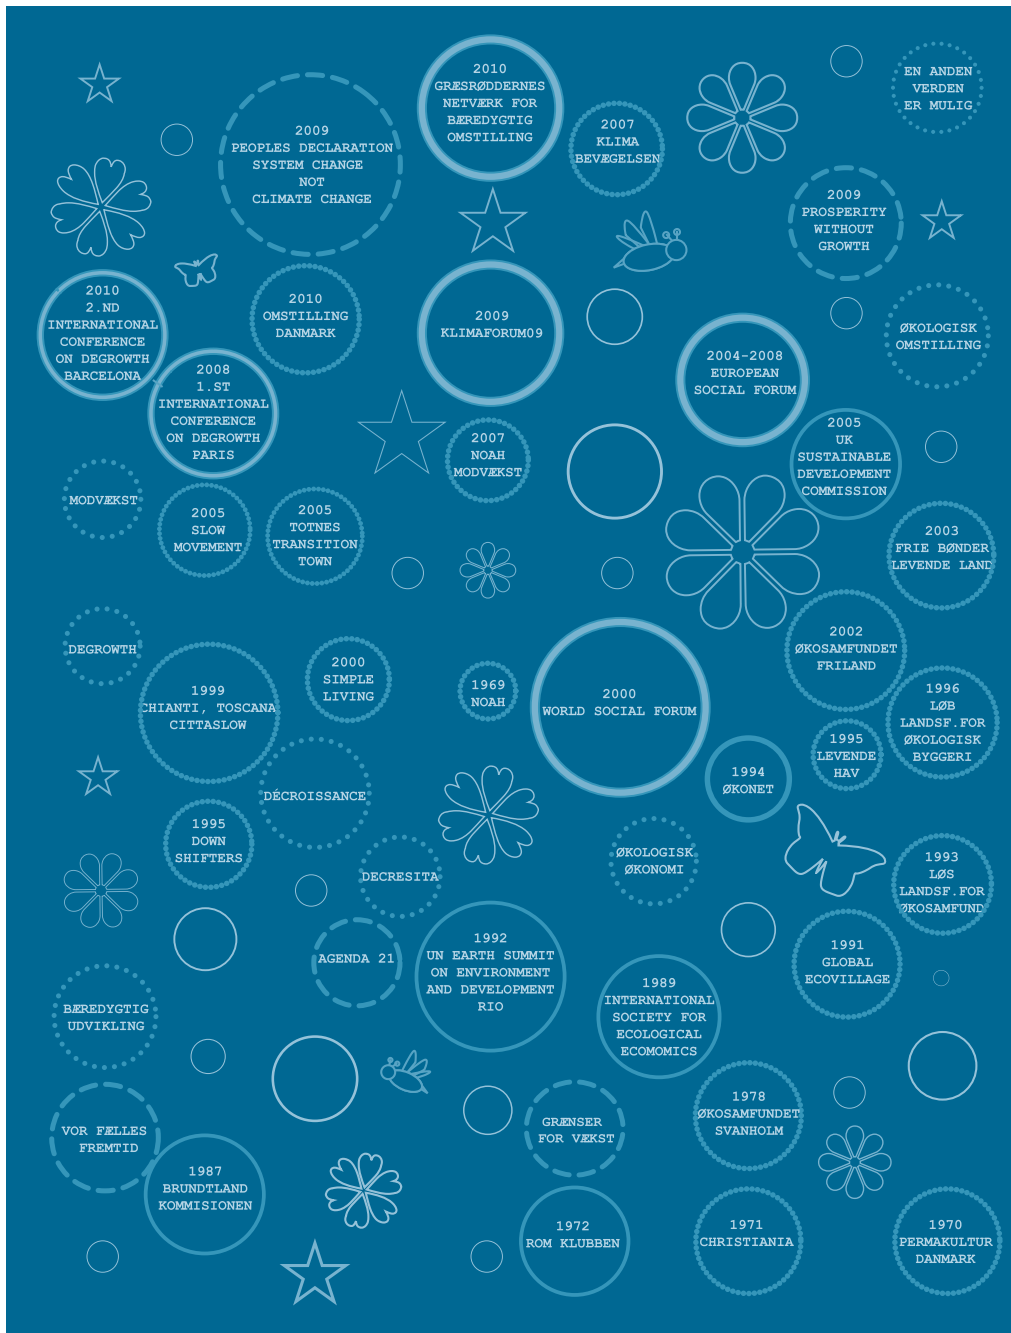 2010
GRÆSRØDDERNES
NETVÆRK FOR
BÆREDYGTIG
OMSTILLING
EN ANDEN
VERDEN
ER MULIG
2009
PEOPLES DECLARATION
SYSTEM CHANGE
NOT
CLIMATE CHANGE
2007
KLIMA
BEVÆGELSEN
2009
PROSPERITY
WITHOUT
GROWTH
2010
2.ND
INTERNATIONAL
CONFERENCE
ON DEGROWTH
BARCELONA
2010
OMSTILLING
DANMARK
2009
KLIMAFORUM09
ØKOLOGISK
OMSTILLING
2004-2008
EUROPEAN
SOCIAL FORUM
2008
1.ST
INTERNATIONAL
CONFERENCE
ON DEGROWTH
PARIS
2007
NOAH
MODVÆKST
2005
UK
SUSTAINABLE
DEVELOPMENT
COMMISSION
MODVÆKST
2005
SLOW
MOVEMENT
2005
TOTNES
TRANSITION
TOWN
2003
FRIE BØNDER
LEVENDE LAND
DEGROWTH
2002
ØKOSAMFUNDET
FRILAND
1999
CHIANTI, TOSCANA
CITTASLOW
2000
SIMPLE
LIVING
1969
NOAH
2000
WORLD SOCIAL FORUM
1996
LØB
LANDSF.FOR
ØKOLOGISK
BYGGERI
1995
LEVENDE
HAV
1994
ØKONET
DÉCROISSANCE
1995
DOWN
SHIFTERS
DECRESITA
ØKOLOGISK
ØKONOMI
1993
LØS
LANDSF.FOR
ØKOSAMFUND
AGENDA 21
1992
UN EARTH SUMMIT
ON ENVIRONMENT
AND DEVELOPMENT
RIO
1991
GLOBAL
ECOVILLAGE
BÆREDYGTIG
UDVIKLING
1989
INTERNATIONAL
SOCIETY FOR
ECOLOGICAL
ECOMOMICS
VOR FÆLLES
FREMTID
GRÆNSER
FOR VÆKST
1978
ØKOSAMFUNDET
SVANHOLM
1987
BRUNDTLAND
KOMMISIONEN
1972
ROM KLUBBEN
1971
CHRISTIANIA
1970
PERMAKULTUR
DANMARK